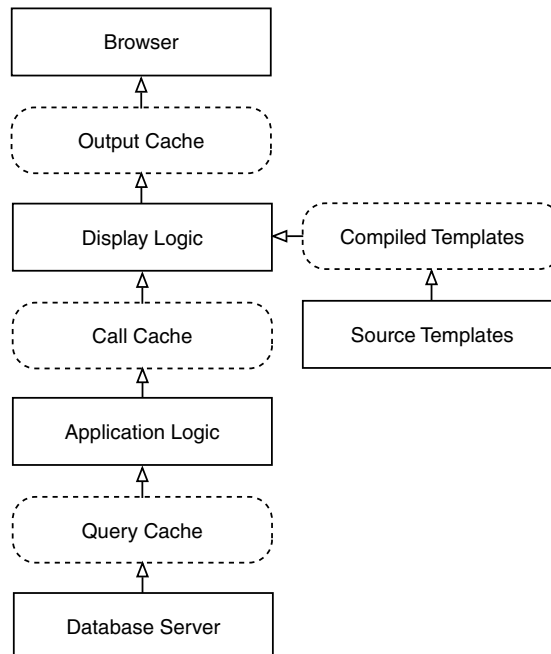 Browser
Output Cache
Display Logic
Compiled Templates
Call Cache
Source Templates
Application Logic
Query Cache
Database Server